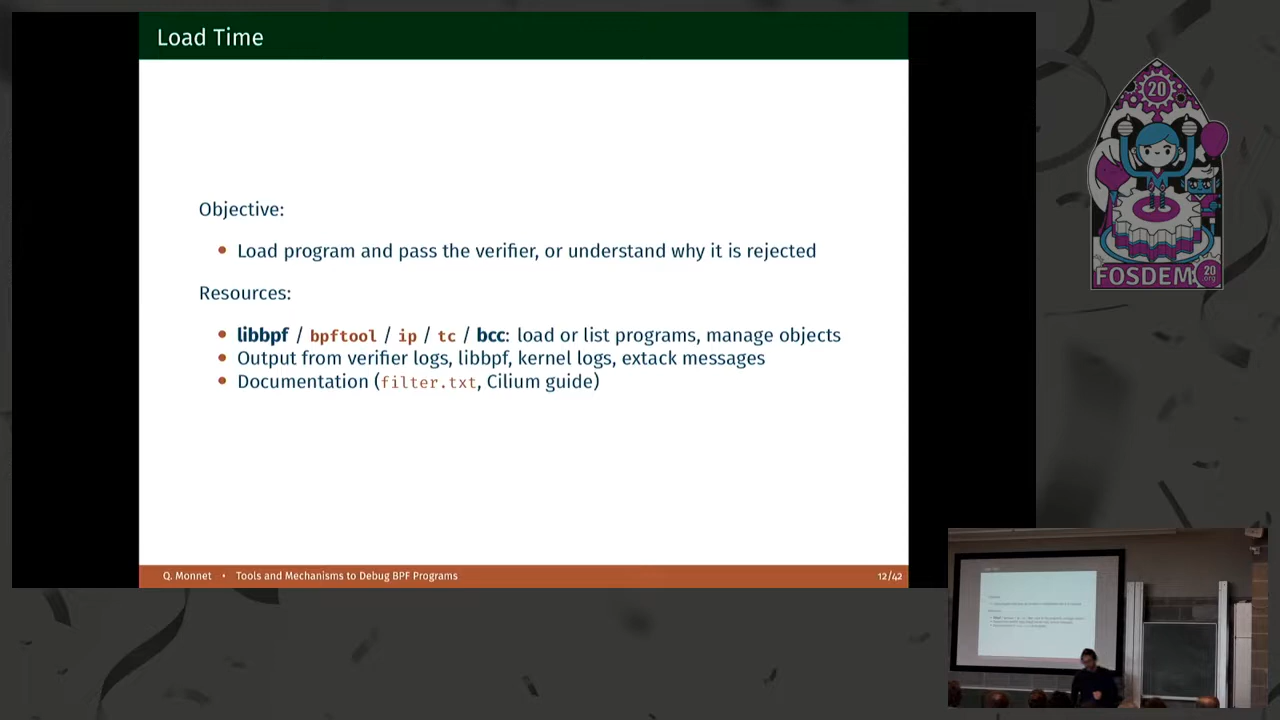 Load Time
Objective:
• Load program and pass the verifier, or understand why it is rejected
Resources:
• libbpf / bpftool / ip / tc / bcc: load or list programs, manage objects
• Output from verifier logs, libbpf, kernel logs, extack messages
• Documentation (filter.txt, Cilium guide)
Q. Monnet • Tools and Mechanisms to Debug BPF Programs
12/42
20
FOSDEM
20
.org